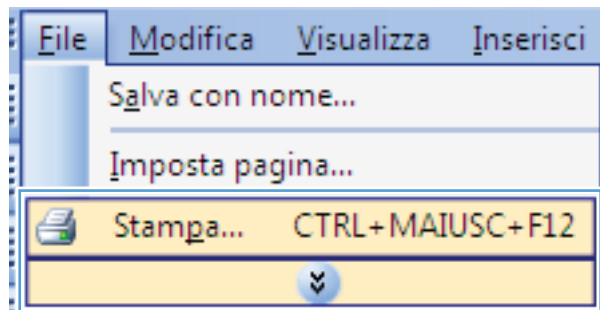 File Modifica Visualizza Inserisci
Salva con nome...
Imposta pagina...
Stampa... CTRL+MAIUSC+F12